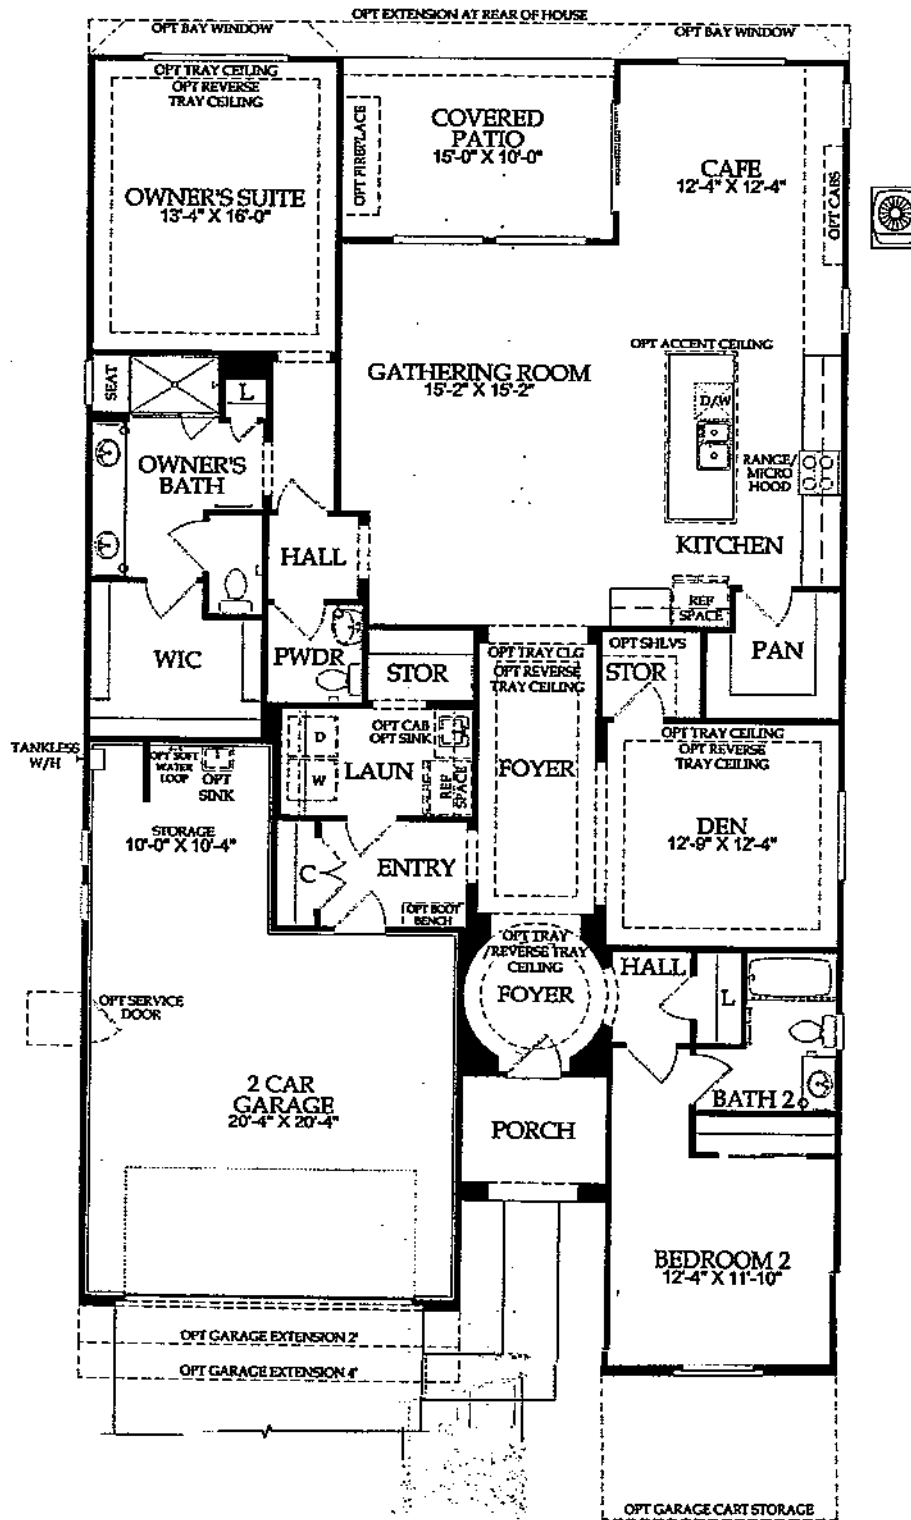 OPT EXTENSION AT REAR OF HOUSE
OPT BAY WINDOW
OPT BAY WINDOW
OPT TRAY CEILING
OPT REVERSE
TRAY CEILING
OWNER'S SUITE
13'-4" X 16'-0"
OPT FIREPLACE
COVERED
PATIO
15'-0" X 10'-0"
CAFE
12'-4" X 12'-4"
OPT CABS
OPT ACCENT CEILING
GATHERING ROOM
15'-2" X 15'-2"
SEAT
L
D/W
OWNER'S
BATH
RANGE/
MICRO
HOOD
KITCHEN
HALL
REF
SPACE
PAN
WIC
PWDR
STOR
OPT TRAY CLG
OPT REVERSE
TRAY CEILING
OPT SHLVS
STOR
TANKLESS
W/H
OPT SOFT
WATER
LOOP
OPT
SINK
D
W
LAUN
OPT CAB
OPT SINK
REF
SPACE
FOYER
OPT TRAY CEILING
OPT REVERSE
TRAY CEILING
DEN
12'-9" X 12'-4"
STORAGE
10'-0" X 10'-4"
C
ENTRY
OPT BOOT
BENCH
OPT TRAY
/REVERSE TRAY
CEILING
FOYER
HALL
L
OPT SERVICE
DOOR
2 CAR
GARAGE
20'-4" X 20'-4"
PORCH
BATH 2
BEDROOM 2
12'-4" X 11'-10"
OPT GARAGE EXTENSION 2'
OPT GARAGE EXTENSION 4'
OPT GARAGE CART STORAGE